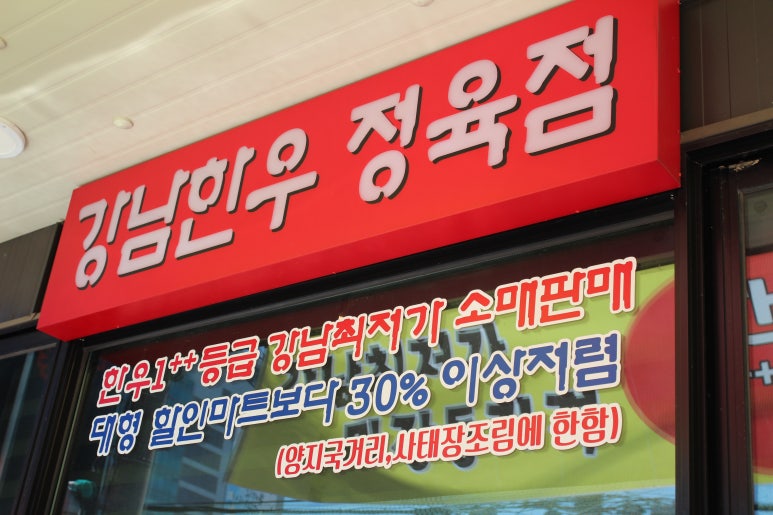 강남한우 정육점
한우1++등급 강남최저가 소매판매
대형 할인마트보다 30% 이상저렴
(양지국거리,사태장조림에 한함)